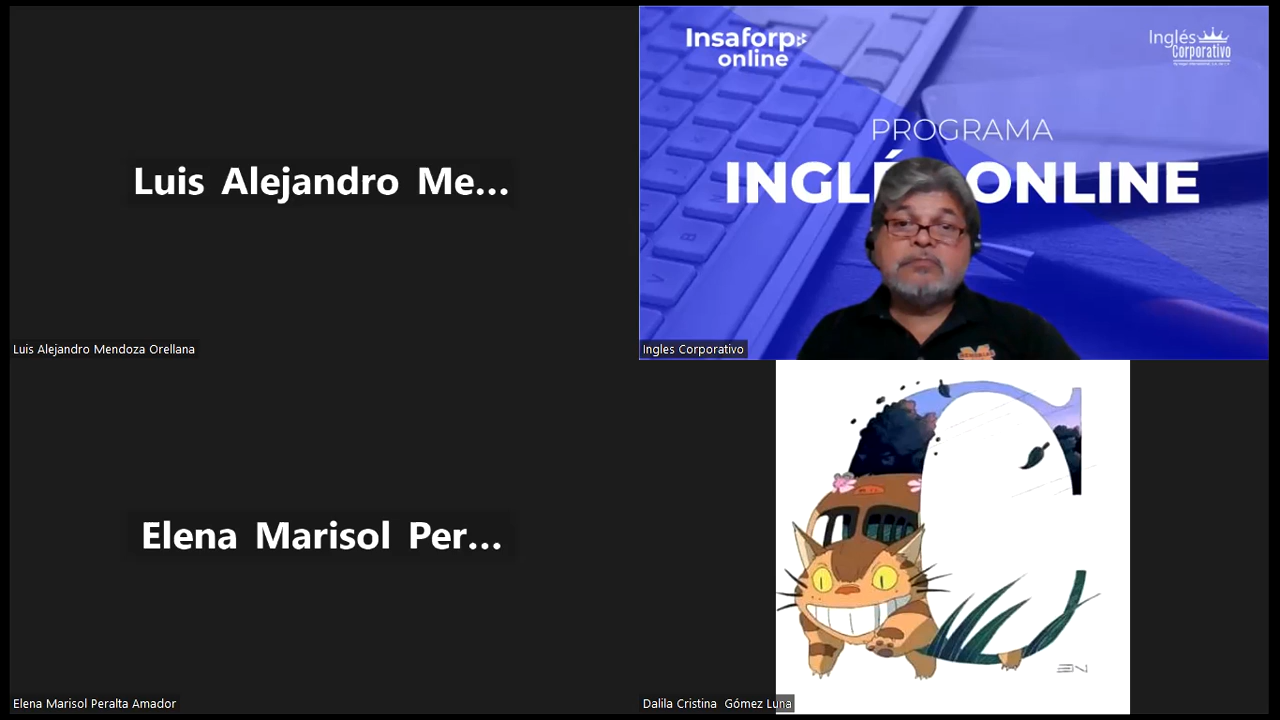 Luis Alejandro Me...
Luis Alejandro Mendoza Orellana
Insaforp
online
Inglés
Corporativo
PROGRAMA
INGLÉ ONLINE
Ingles Corporativo
Elena Marisol Per...
Elena Marisol Peralta Amador
Dalila Cristina Gómez Luna